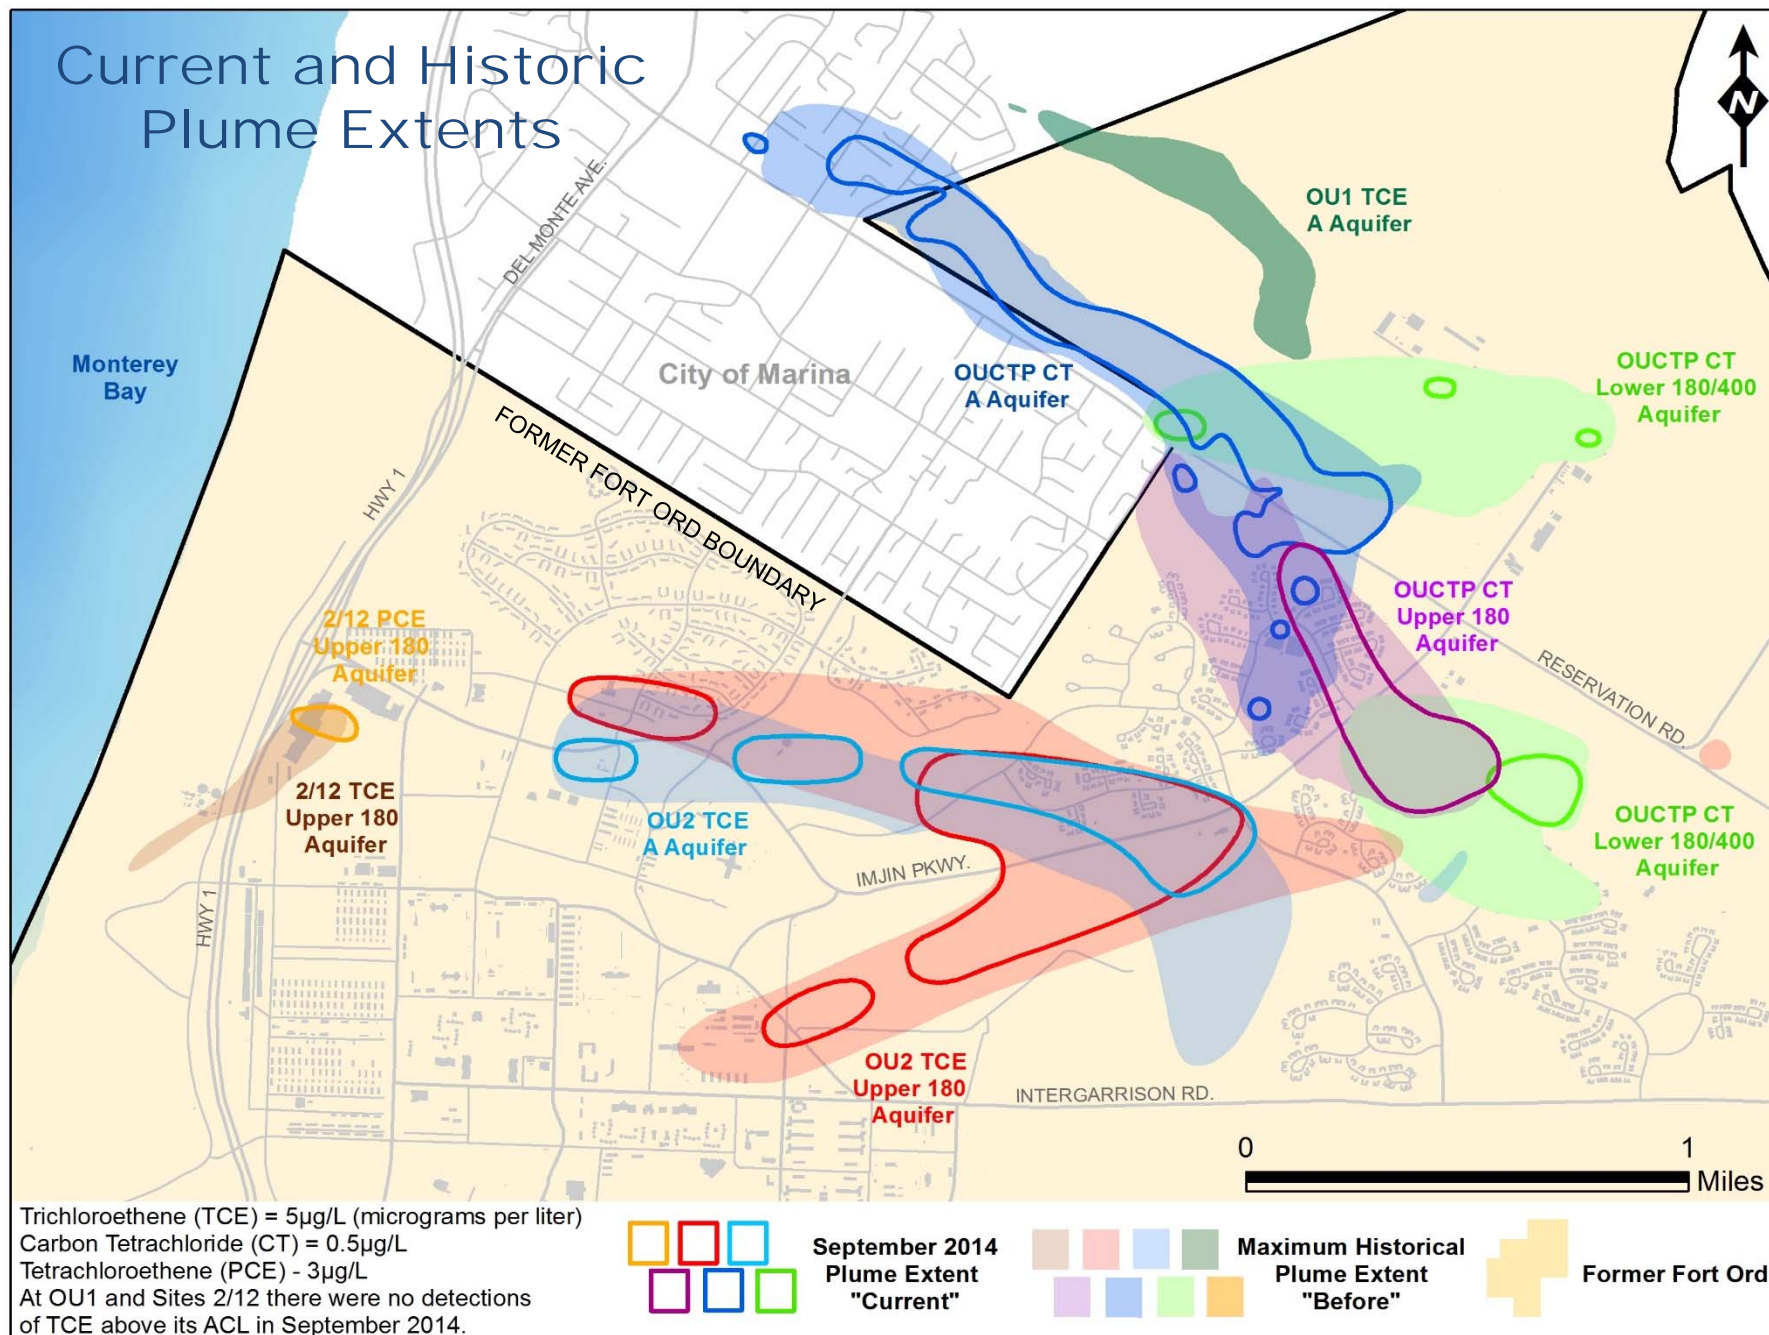 Current and Historic
Plume Extents
N
OU1 TCE
A Aquifer
DEL MONTE AVE.
Monterey
Bay
City of Marina
OUCTP CT
A Aquifer
OUCTP CT
Lower 180/400
Aquifer
HWY 1
FORMER FORT ORD BOUNDARY
2/12 PCE
Upper 180
Aquifer
OUCTP CT
Upper 180
Aquifer
RESERVATION RD.
2/12 TCE
Upper 180
Aquifer
OU2 TCE
A Aquifer
OUCTP CT
Lower 180/400
Aquifer
IMJIN PKWY.
HWY 1
OU2 TCE
Upper 180
Aquifer
INTERGARRISON RD.
0 1
Miles
Trichloroethene (TCE) = 5µg/L (micrograms per liter)
Carbon Tetrachloride (CT) = 0.5µg/L
Tetrachloroethene (PCE) - 3µg/L
At OU1 and Sites 2/12 there were no detections
of TCE above its ACL in September 2014.
September 2014
Plume Extent
"Current"
Maximum Historical
Plume Extent
"Before"
Former Fort Ord